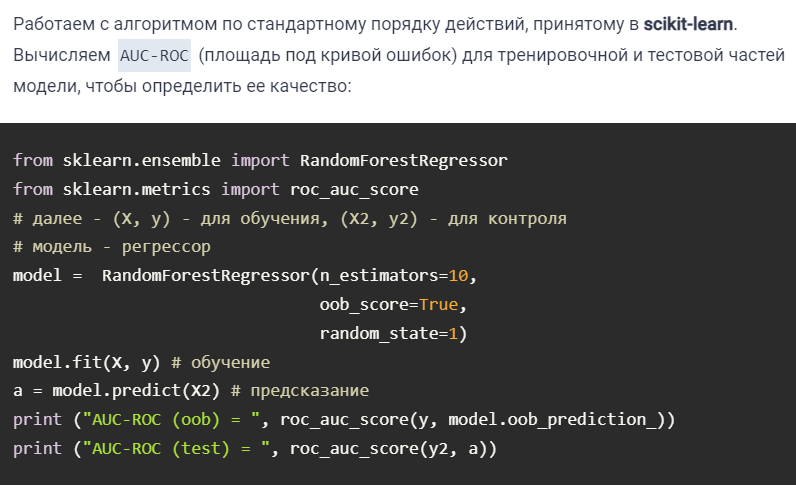 Работаем с алгоритмом по стандартному порядку действий, принятому в scikit-learn.
Вычисляем AUC-ROC (площадь под кривой ошибок) для тренировочной и тестовой частей
модели, чтобы определить ее качество:
from sklearn.ensemble import RandomForestRegressor
from sklearn.metrics import roc_auc_score
# далее - (X, y) - для обучения, (X2, y2) - для контроля
# модель - регрессор
model =  RandomForestRegressor(n_estimators=10,
                               oob_score=True,
                               random_state=1)
model.fit(X, y) # обучение
a = model.predict(X2) # предсказание
print ("AUC-ROC (oob) = ", roc_auc_score(y, model.oob_prediction_))
print ("AUC-ROC (test) = ", roc_auc_score(y2, a))